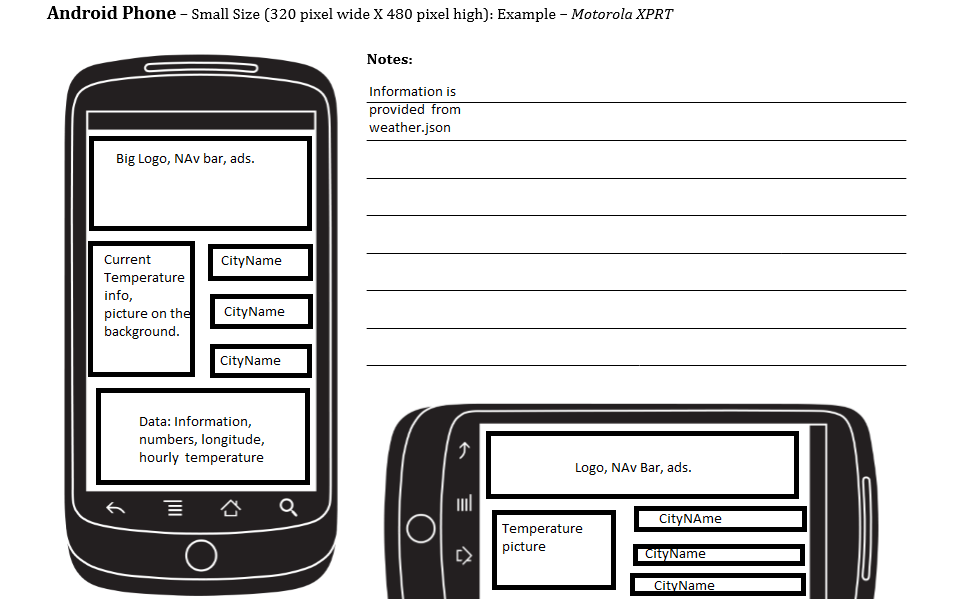 Android Phone – Small Size (320 pixel wide X 480 pixel high): Example – Motorola XPRT
Notes:
Information is
provided from
weather.json
Big Logo, NAv bar, ads.
Current
Temperature
info,
picture on the
background.
CityName
CityName
CityName
Data: Information,
numbers, longitude,
hourly temperature
Logo, NAv Bar, ads.
Temperature
picture
CityNAme
CityName
CityName